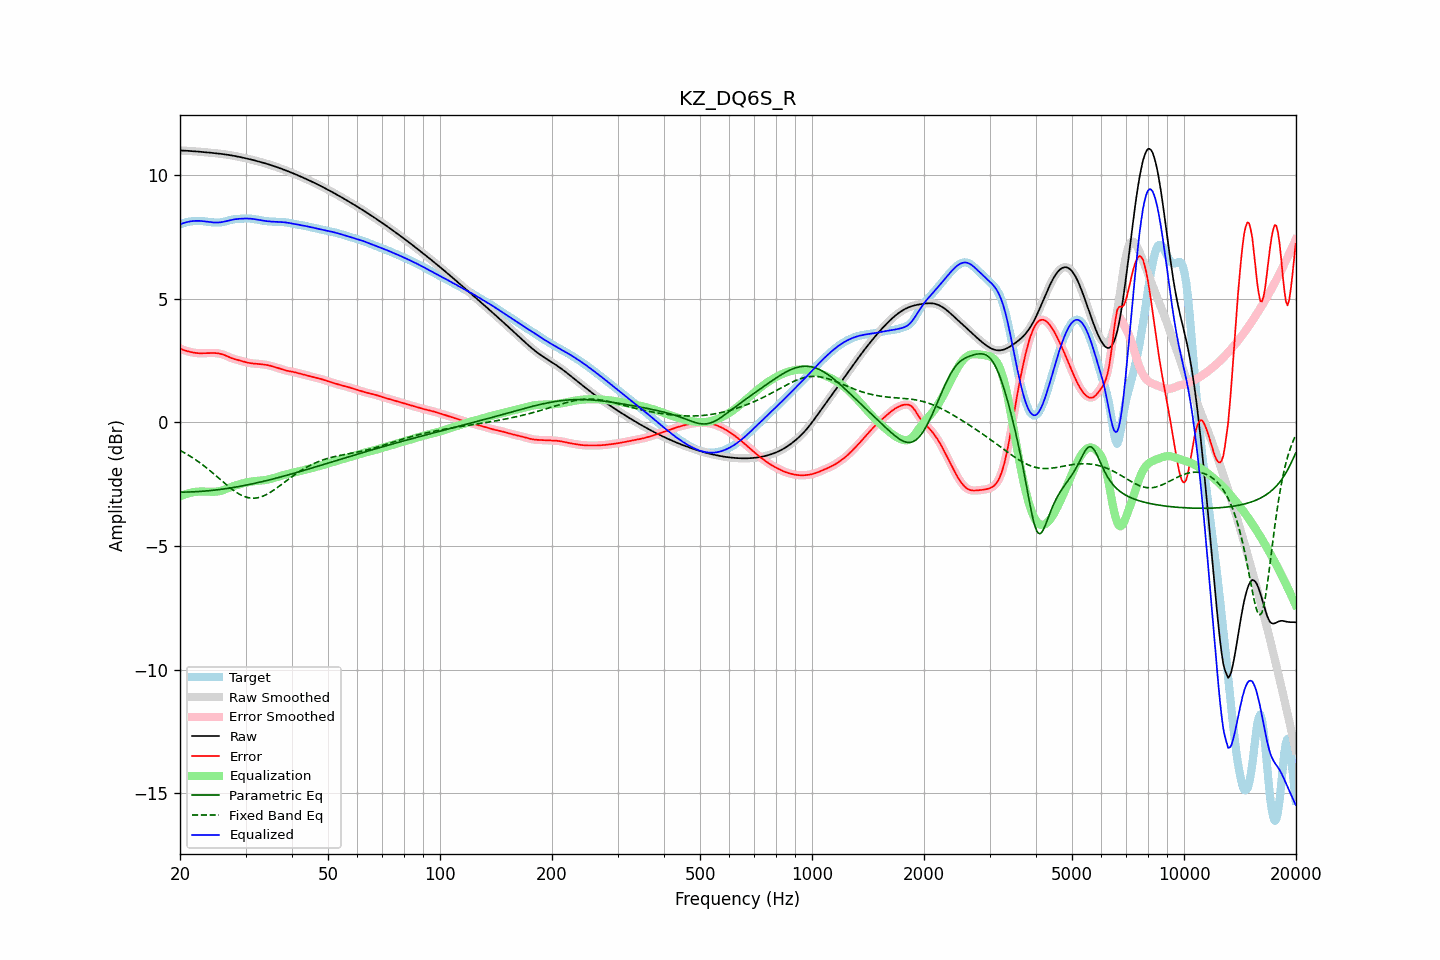 KZ_DQ6S_R
Amplitude (dBr)
10
5
0
−5
−10
−15
Target
Raw Smoothed
Error Smoothed
Raw
Error
Equalization
Parametric Eq
Fixed Band Eq
Equalized
20 50 100 200 500 1000 2000 5000 10000 20000
Frequency (Hz)